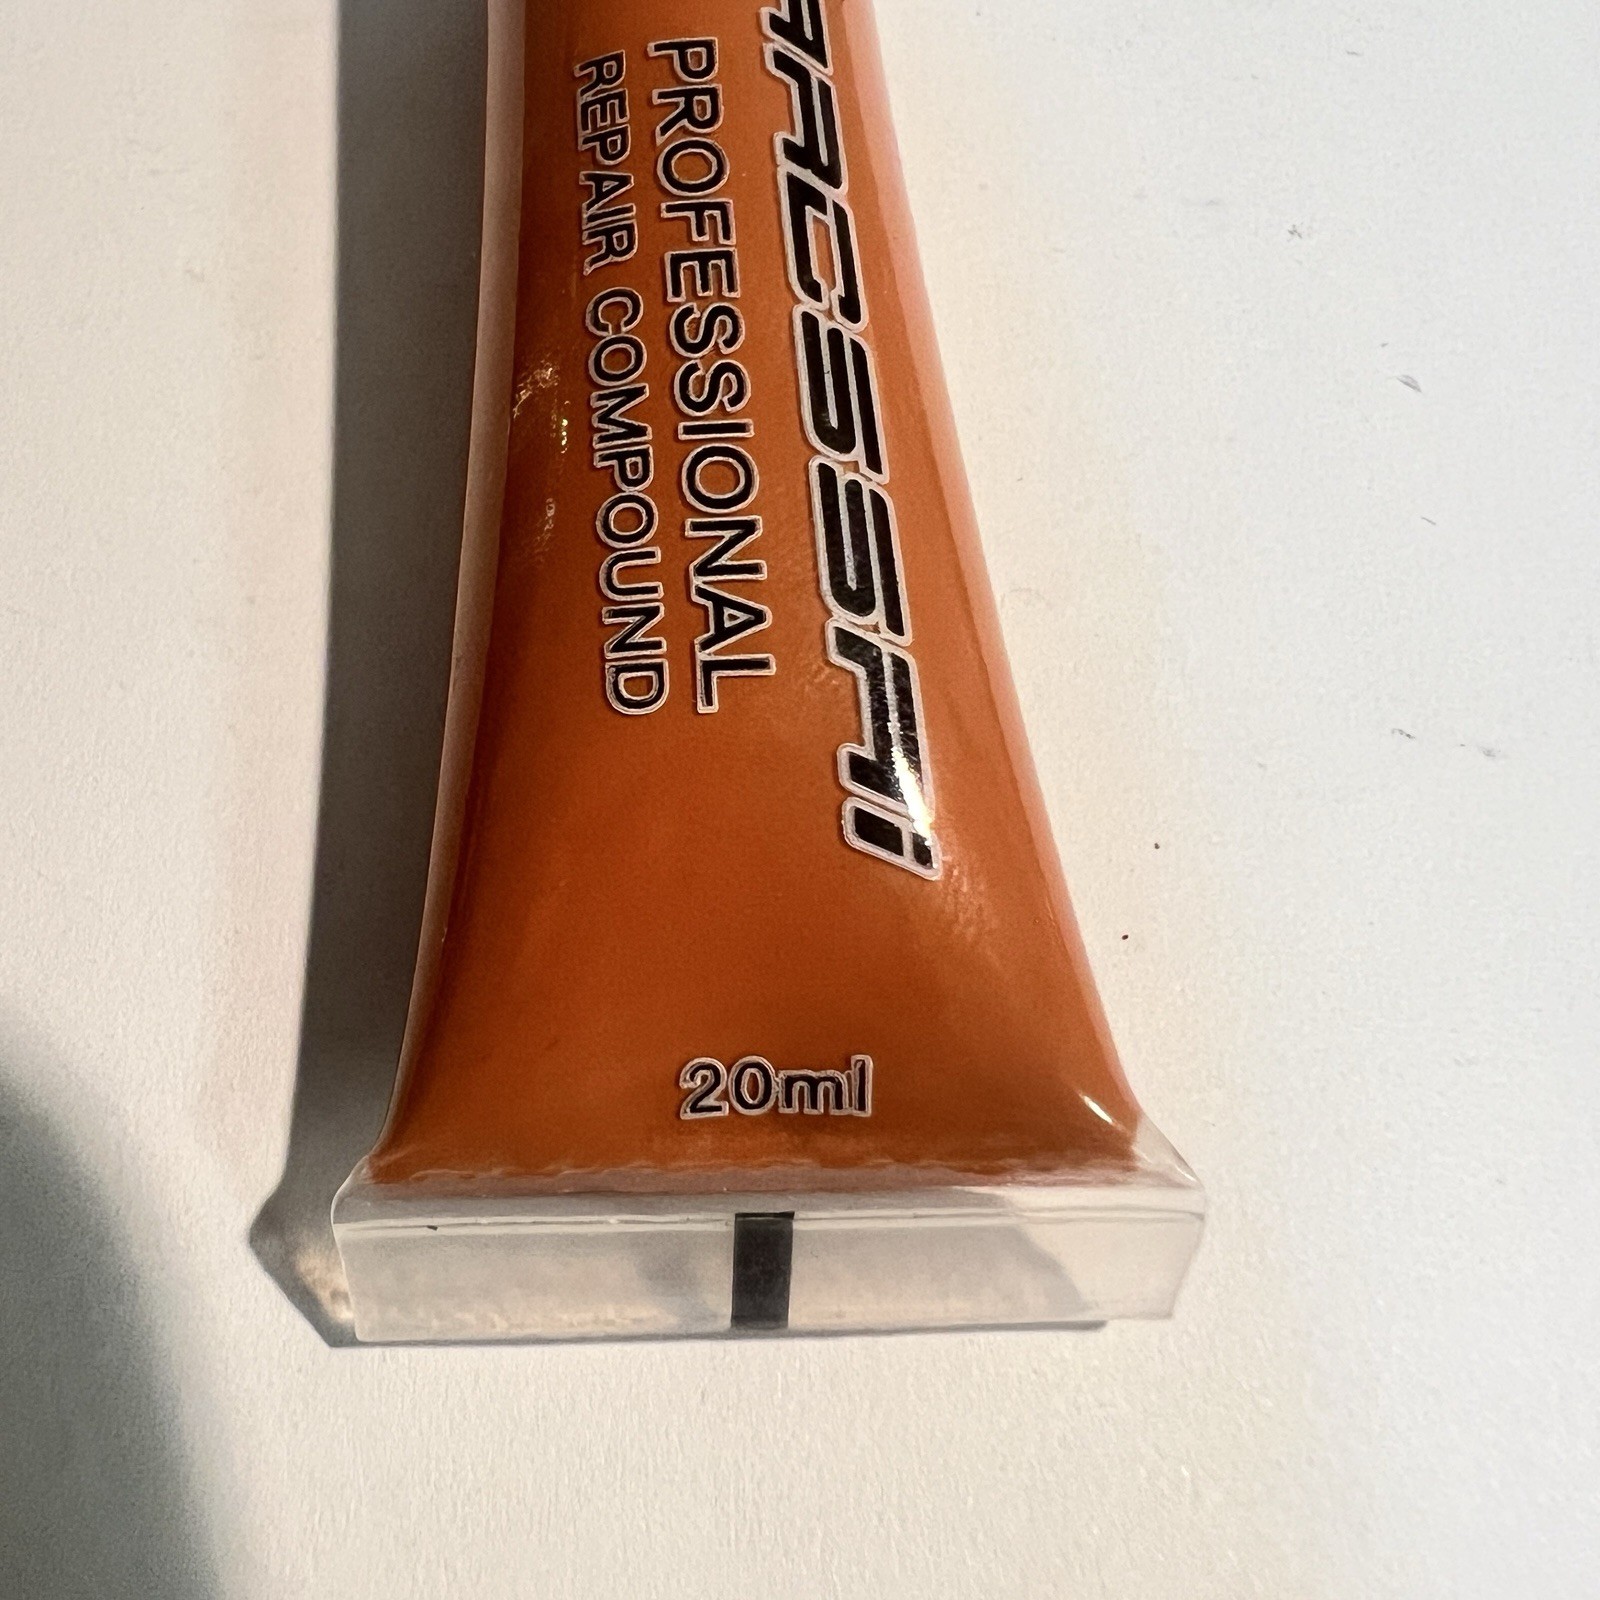 PROFESSIONAL
REPAIR COMPOUND
20ml